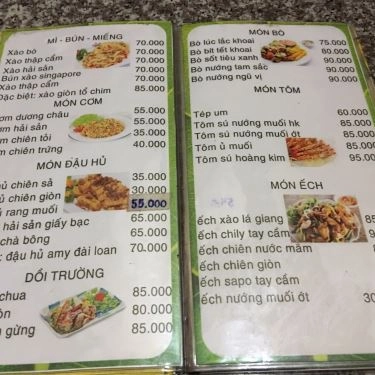 MÌ - BÚN - MIẾNG
Xào bò 70.000
Xào thập cẩm 70.000
Xào hải sản 70.000
Bún xào singapore 70.000
Xào thập cẩm 70.000
Đặc biệt: xào giòn tổ chim 85.000
MÓN CƠM
dương châu 55.000
hải sản 55.000
chiên tỏi 35.000
chiên trứng 40.000
MÓN ĐẬU HỦ
chiên sả 35.000
chiên giòn 30.000
rang muối 55.000
hải sản giấy bạc 65.000
chà bông 65.000
đậu hủ amy đài loan 70.000
DỒI TRƯỜNG
chua 85.000
80.000
gừng 85.000
MÓN BÒ
Bò lúc lắc khoai 75.000
Bò bít tết khoai 80.000
Bò sốt tiêu xanh 90.000
Bò nướng tam sắc 90.000
Bò nướng ngũ vị 90.000
MÓN TÔM
Tép um 60.000
Tôm sú nướng muối hk 85.000
Tôm sú nướng muối ớt 85.000
Tôm ủ muối 85.000
Tôm sú hoàng kim 95.000
MÓN ẾCH
ếch xào lá giang
ếch chily tay cầm
ếch chiên nước mắm
ếch chiên giòn
ếch sapo tay cầm
ếch nướng muối ớt